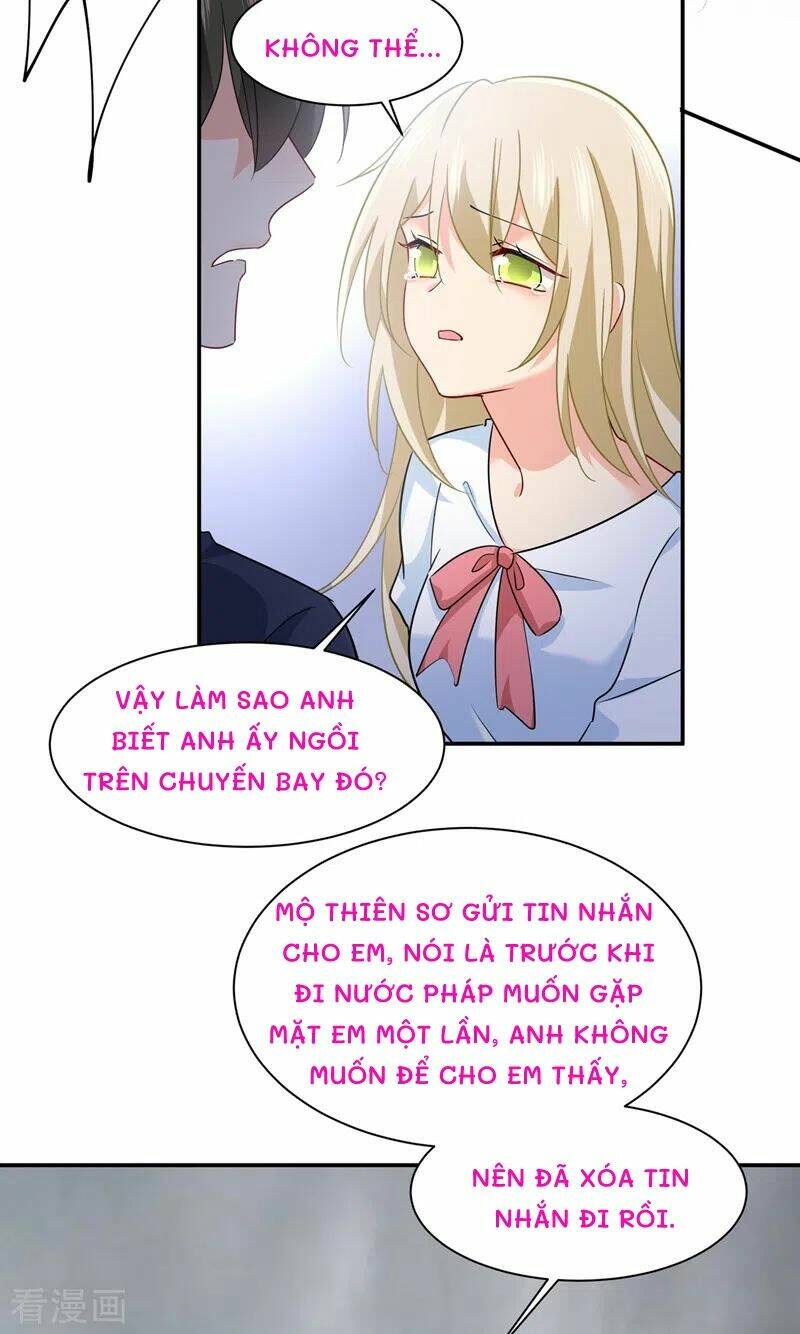 KHÔNG THỂ...
VẬY LÀM SAO ANH
BIẾT ANH ẤY NGỒI
TRÊN CHUYẾN BAY ĐÓ?
MỘ THIÊN SƠ GỬI TIN NHẮN
CHO EM, NÓI LÀ TRƯỚC KHI
ĐI NƯỚC PHÁP MUỐN GẶP
MẶT EM MỘT LẦN, ANH KHÔNG
MUỐN ĐỂ CHO EM THẤY,
NÊN ĐÃ XÓA TIN
NHẮN ĐI RỒI.
看漫画